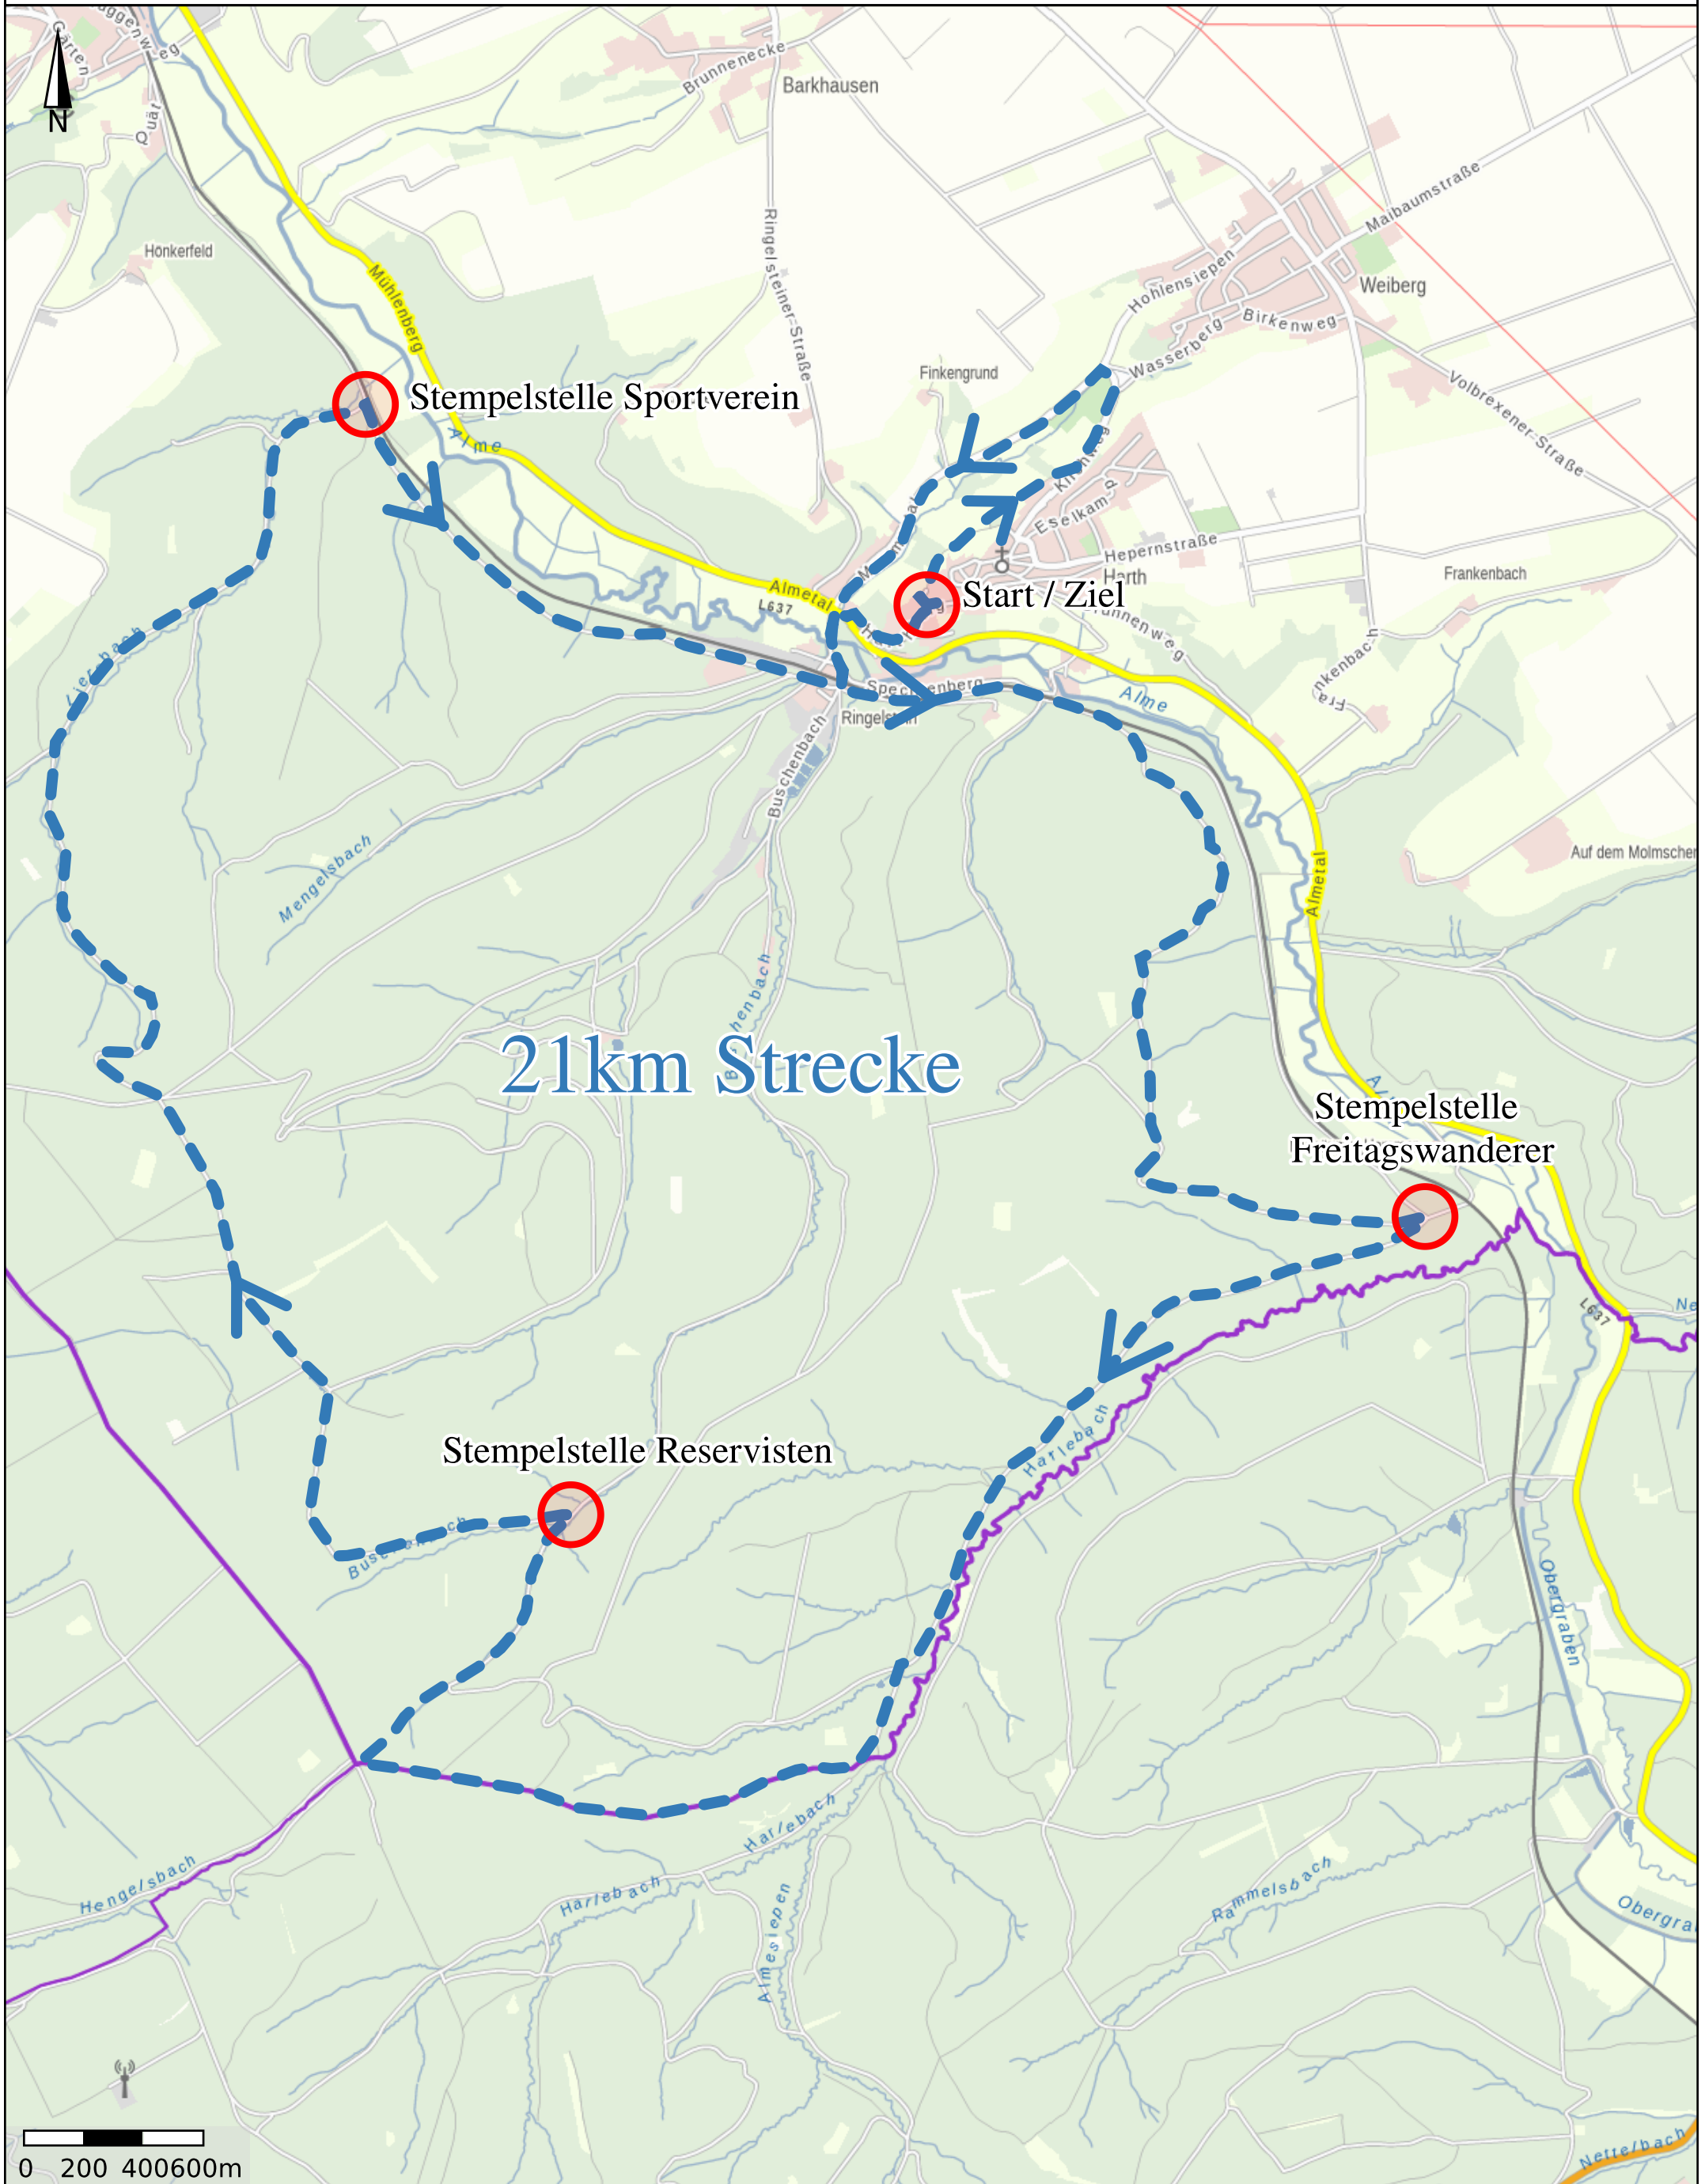 N
Brunnenecke
Barkhausen
Maibaumstraße
Hönkerfeld
Ringelsteiner-Straße
Hohlensiepen
Weiberg
Mühlenberg
Birkenweg
Wasserberg
Finkengrund
Volbrexener-Straße
Stempelstelle Sportverein
Alme
Eselkamp
Hepernstraße
Harth
Frankenbach
Almetal
L637
Start / Ziel
Alme
Ringelstein
Buschenbach
Mengelsbach
Almetal
Auf dem Molmscher
21km Strecke
Stempelstelle
Freitagswanderer
L637
Harlebach
Stempelstelle Reservisten
Obergraben
Harlebach
Hengelsbach
Harlebach
Rammelsbach
Almesiepen
Obergra
Nettelbach
0 200 400600m